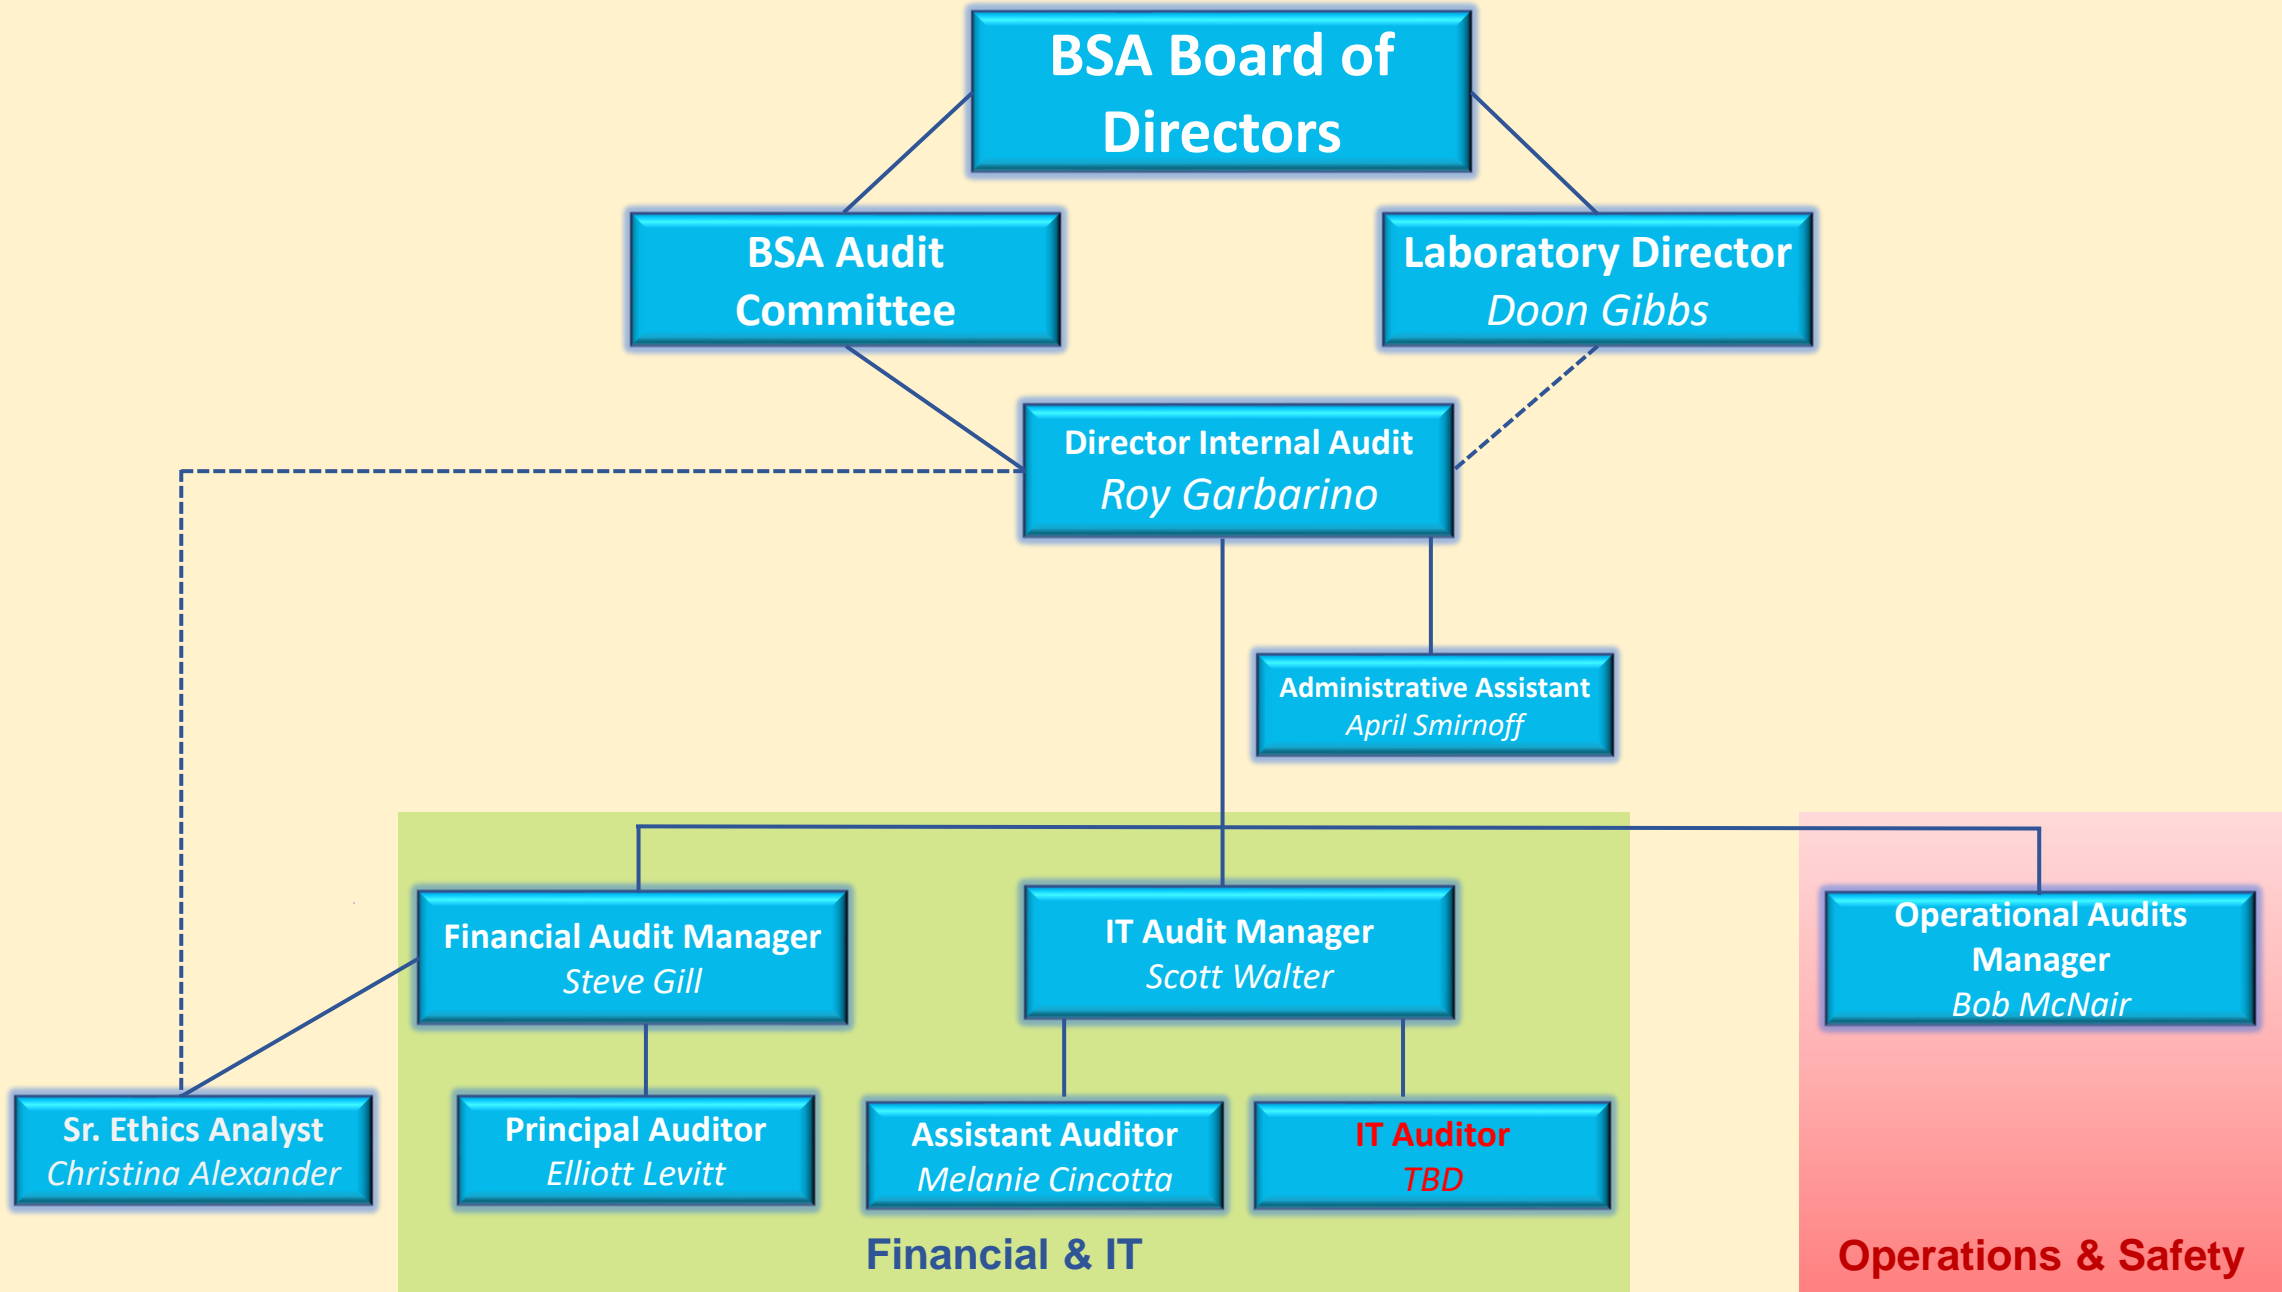 BSA Board of
Directors
BSA Audit
Committee
Laboratory Director
Doon Gibbs
Director Internal Audit
Roy Garbarino
Administrative Assistant
April Smirnoff
Financial Audit Manager
Steve Gill
IT Audit Manager
Scott Walter
Operational Audits
Manager
Bob McNair
Sr. Ethics Analyst
Christina Alexander
Principal Auditor
Elliott Levitt
Assistant Auditor
Melanie Cincotta
IT Auditor
TBD
Financial & IT
Operations & Safety